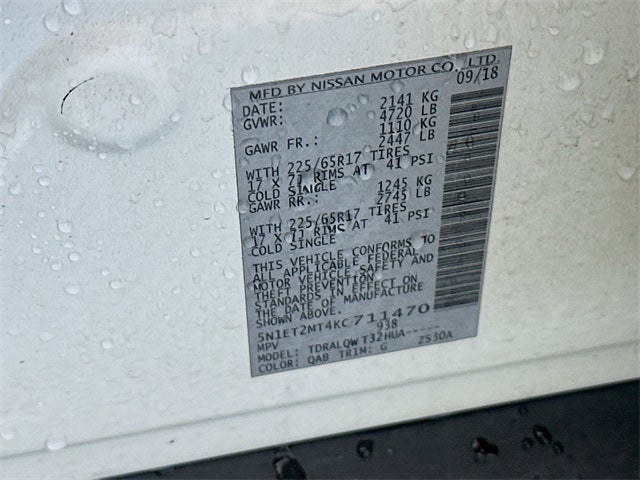 MFD BY NISSAN MOTOR CO., LTD.
DATE: 09/18
GVWR: 2141 KG
4720 LB
GAWR FR.: 1110 KG
2447 LB
WITH 225/65R17 TIRES
17 X 7J RIMS AT 41 PSI
COLD SINGLE
GAWR RR.: 1245 KG
2745 LB
WITH 225/65R17 TIRES
17 X 7J RIMS AT 41 PSI
COLD SINGLE
THIS VEHICLE CONFORMS TO
ALL APPLICABLE FEDERAL
MOTOR VEHICLE SAFETY AND
THEFT PREVENTION
STANDARDS IN EFFECT ON
THE DATE OF MANUFACTURE
SHOWN ABOVE.
5N1ET2MT4KC711470
MPV 938
MODEL: TDRALQW T32HUA-----
COLOR: QAB TRIM: G ZS30A